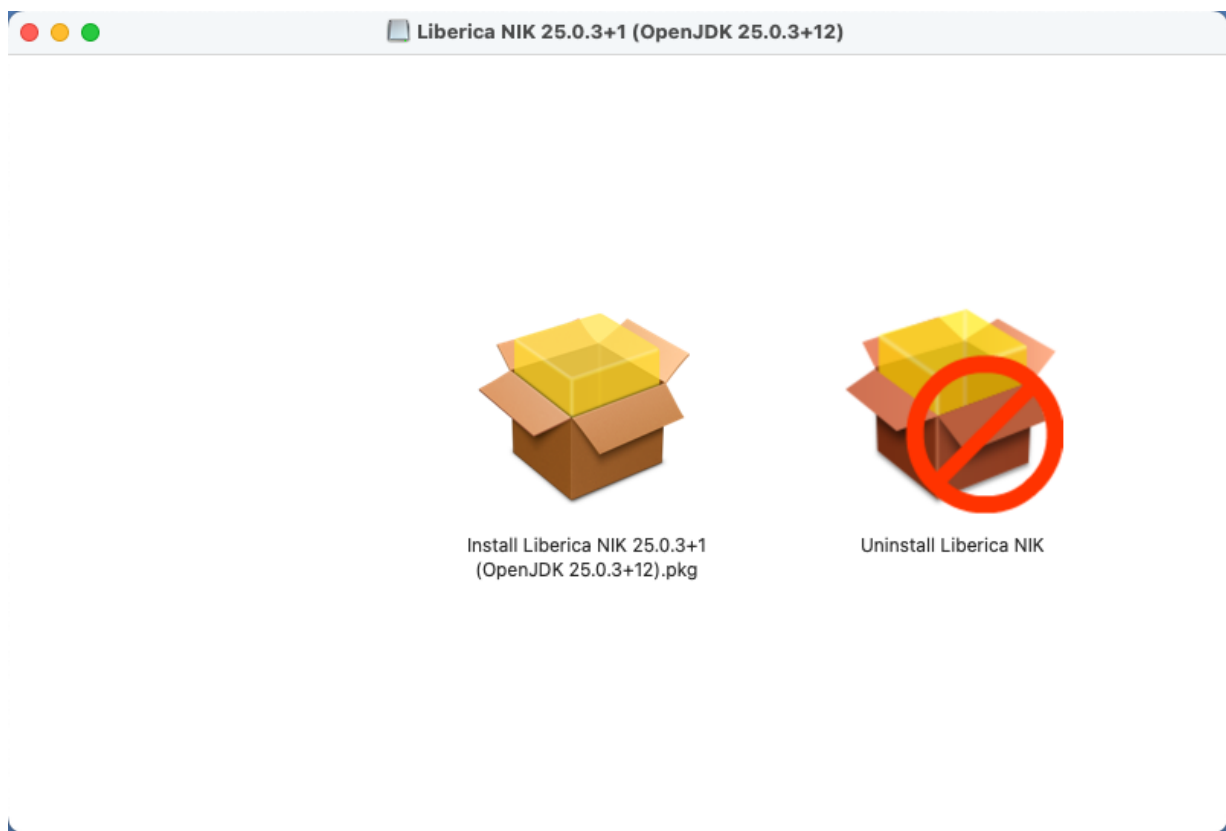 Liberica NIK 25.0.3+1 (OpenJDK 25.0.3+12)
Install Liberica NIK 25.0.3+1
(OpenJDK 25.0.3+12).pkg
Uninstall Liberica NIK